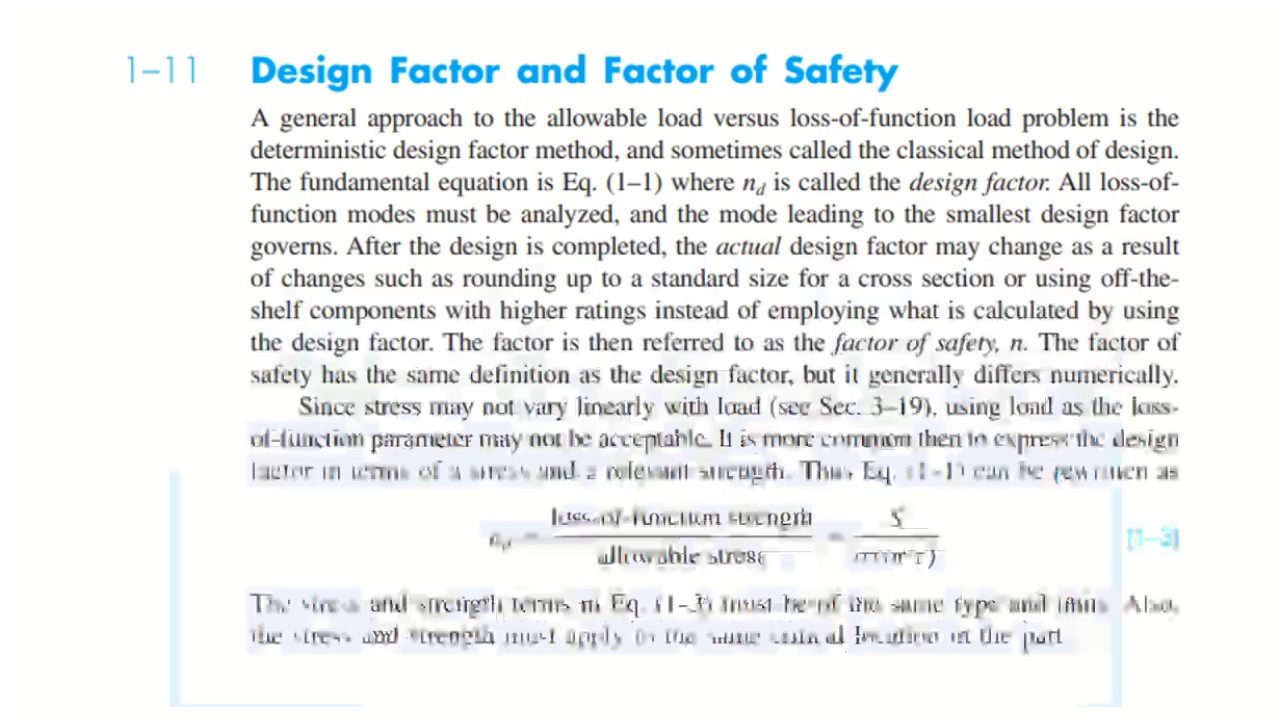 1–11 Design Factor and Factor of Safety
A general approach to the allowable load versus loss-of-function load problem is the
deterministic design factor method, and sometimes called the classical method of design.
The fundamental equation is Eq. (1–1) where n_d is called the design factor. All loss-of-
function modes must be analyzed, and the mode leading to the smallest design factor
governs. After the design is completed, the actual design factor may change as a result
of changes such as rounding up to a standard size for a cross section or using off-the-
shelf components with higher ratings instead of employing what is calculated by using
the design factor. The factor is then referred to as the factor of safety, n. The factor of
safety has the same definition as the design factor, but it generally differs numerically.
Since stress may not vary linearly with load (see Sec. 3–19), using load as the loss-
of-function parameter may not be acceptable. It is more common then to express the design
factor in terms of a stress and a relevant strength. Thus Eq. (1–1) can be rewritten as
loss-of-function strength S
n_d = =
allowable stress σ(or τ)
(1–3)
The stress and strength terms in Eq. (1–3) must be of the same type and units. Also,
the stress and strength must apply to the same critical location in the part